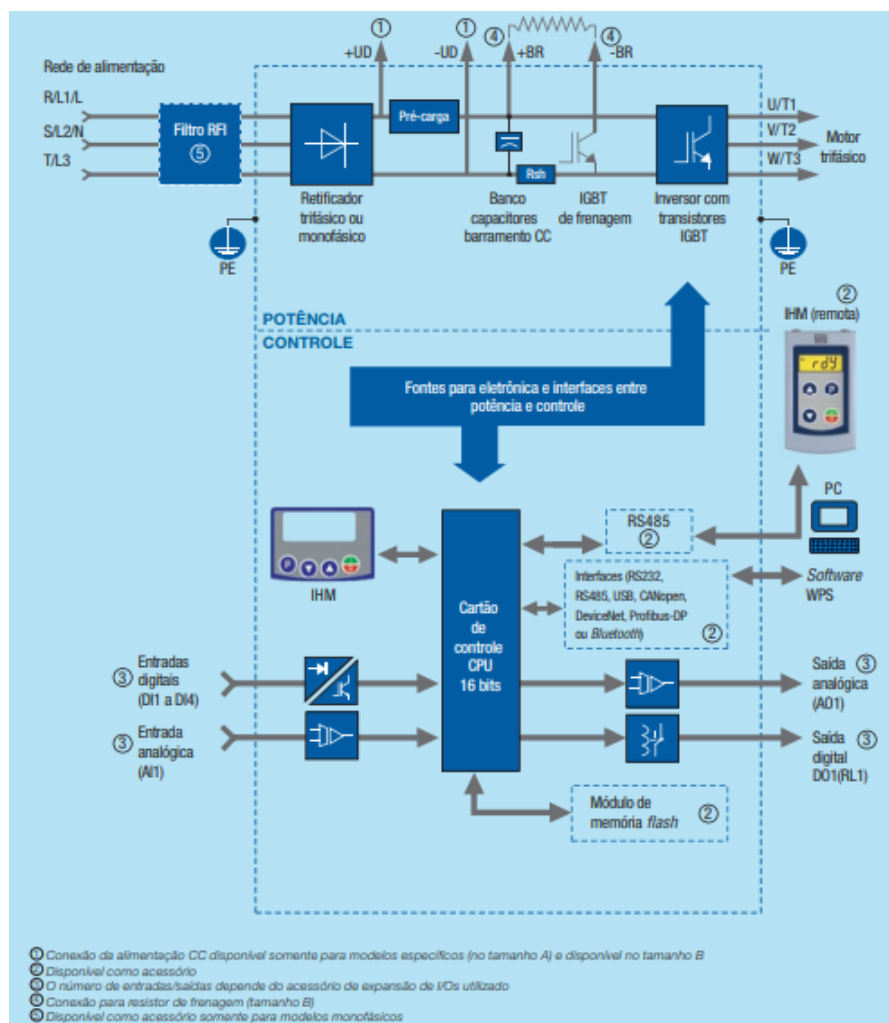 ① ① ④ ④
+UD -UD +BR -BR
Rede de alimentação
R/L1/L
S/L2/N
T/L3
Filtro RFI
⑤
Pré-carga
Rsh
U/T1
V/T2
W/T3
Motor
trifásico
Retificador
trifásico ou
monofásico
Banco
capacitores
barramento CC
IGBT
de frenagem
Inversor com
transistores
IGBT
PE
PE
POTÊNCIA
CONTROLE
②
IHM (remota)
rdy
P
Fontes para eletrônica e interfaces entre
potência e controle
PC
RS485
②
P
IHM
Interfaces (RS232,
RS485, USB, CANopen,
DeviceNet, Profibus-DP
ou Bluetooth)
②
Software
WPS
Cartão
de
controle
CPU
16 bits
③ Entradas
digitais
(DI1 a DI4)
Saída ③
analógica
(AO1)
③ Entrada
analógica
(AI1)
Saída ③
digital
DO1(RL1)
Módulo de
memória flash
②
① Conexão da alimentação CC disponível somente para modelos específicos (no tamanho A) e disponível no tamanho B
② Disponível como acessório
③ O número de entradas/saídas depende do acessório de expansão de I/Os utilizado
④ Conexão para resistor de frenagem (tamanho B)
⑤ Disponível como acessório somente para modelos monofásicos